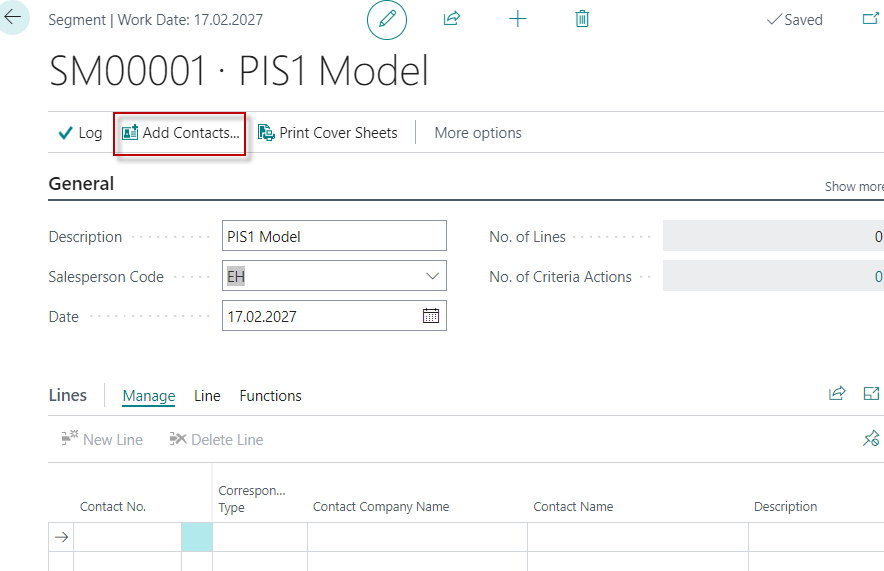 Segment | Work Date: 17.02.2027
Saved
SM00001 · PIS1 Model
Log
Add Contacts...
Print Cover Sheets
More options
General
Show more
Description
PIS1 Model
No. of Lines
0
Salesperson Code
EH
No. of Criteria Actions
0
Date
17.02.2027
Lines
Manage
Line
Functions
New Line
Delete Line
Contact No.
Correspon...
Type
Contact Company Name
Contact Name
Description